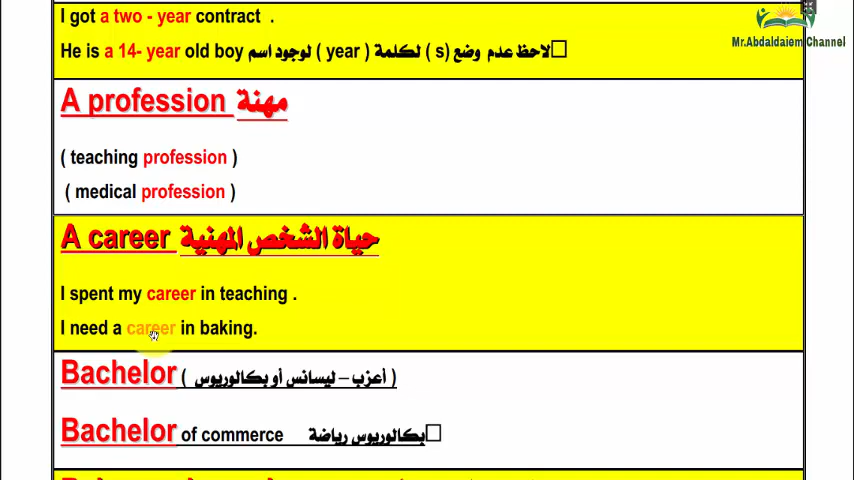 I got a two - year contract .
Mr.Abdaldaiem Channel
He is a 14- year old boy لاحظ عدم وضع (s ) لكلمة ( year ) لوجود اسم
A profession مهنة
( teaching profession )
( medical profession )
A career حياة الشخص المهنية
I spent my career in teaching .
I need a career in baking.
Bachelor ( أعزب – ليسانس أو بكالوريوس )
Bachelor of commerce بكالوريوس رياضة